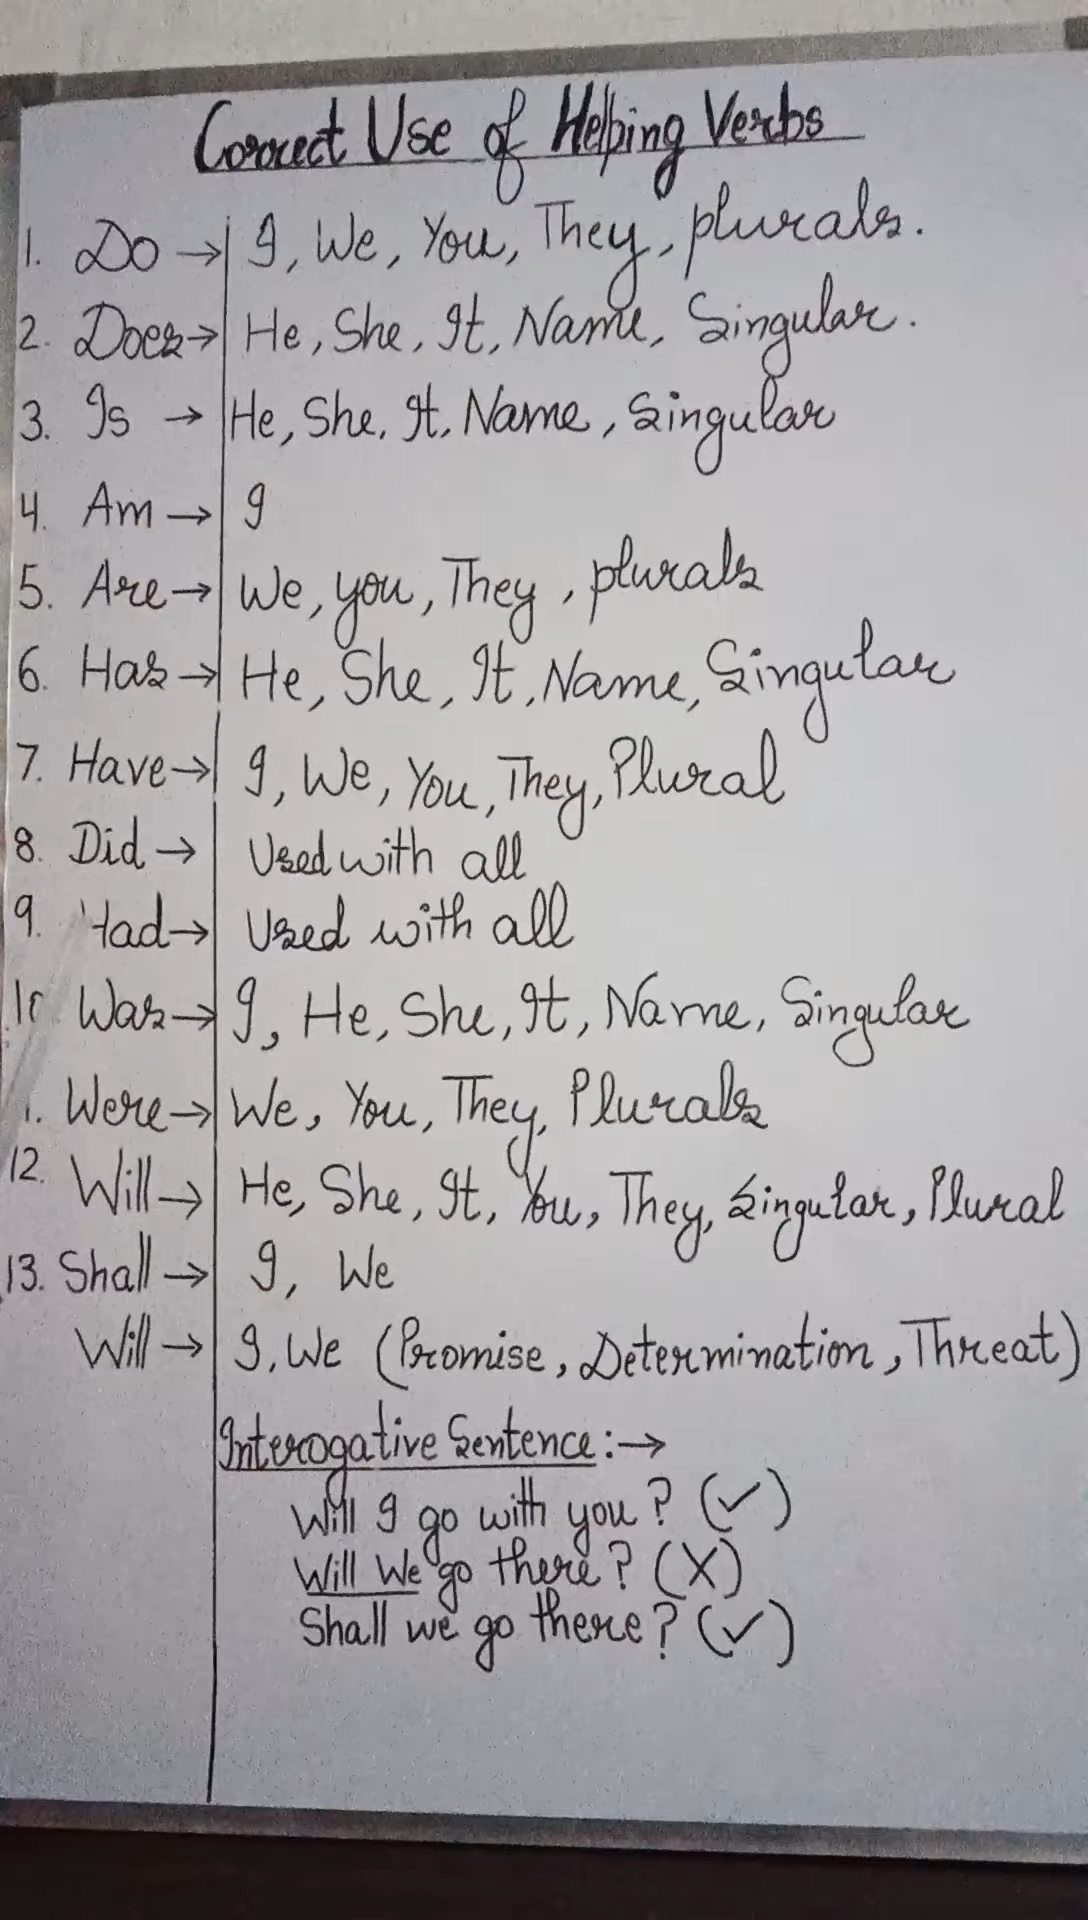 Correct Use of Helping Verbs
1. Do → I, We, You, They, plurals.
2. Does → He, She, It, Name, Singular.
3. Is → He, She, It, Name, Singular
4. Am → I
5. Are → We, you, They, plurals
6. Has → He, She, It, Name, Singular
7. Have → I, We, You, They, Plural
8. Did → Used with all
9. Had → Used with all
Was → I, He, She, It, Name, Singular
Were → We, You, They, Plurals
12. Will → He, She, It, You, They, Singular, Plural
13. Shall → I, We
Will → I, We (Promise, Determination, Threat)
Interogative Sentence :→
Will I go with you? (✓)
Will We go there? (X)
Shall we go there? (✓)